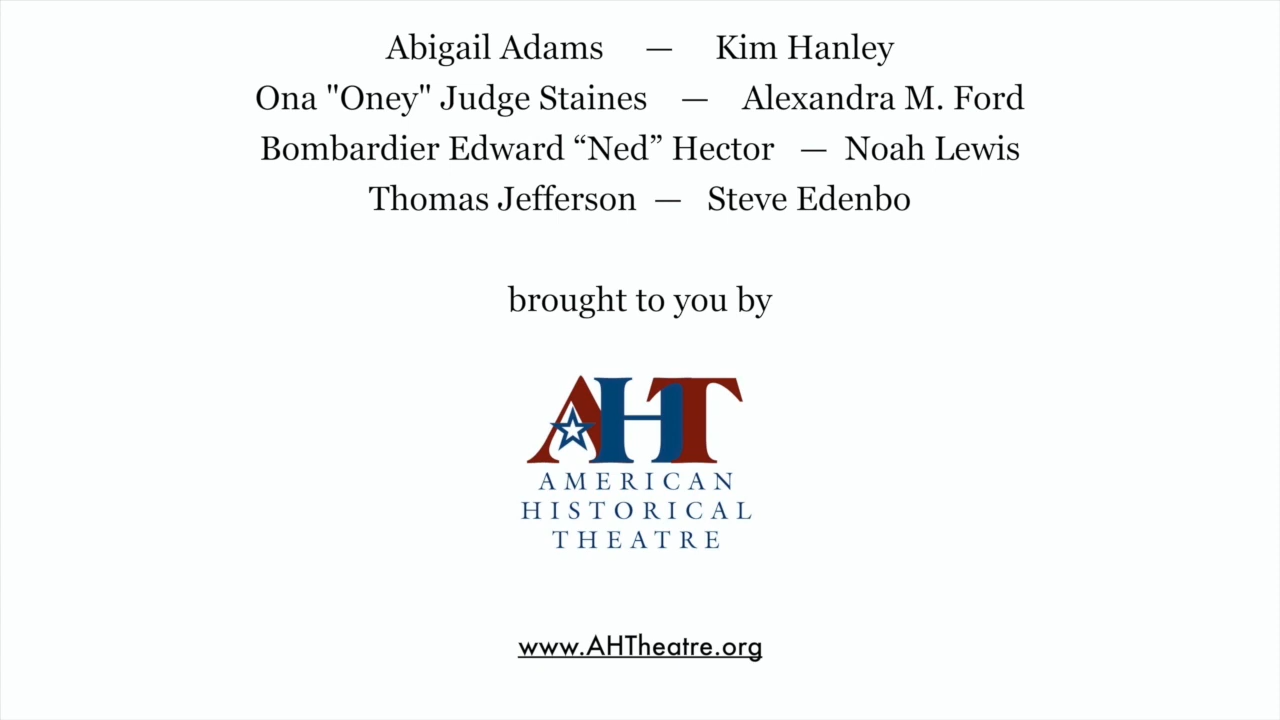 Abigail Adams — Kim Hanley
Ona "Oney" Judge Staines — Alexandra M. Ford
Bombardier Edward “Ned” Hector — Noah Lewis
Thomas Jefferson — Steve Edenbo
brought to you by
AHT
AMERICAN
HISTORICAL
THEATRE
www.AHTheatre.org